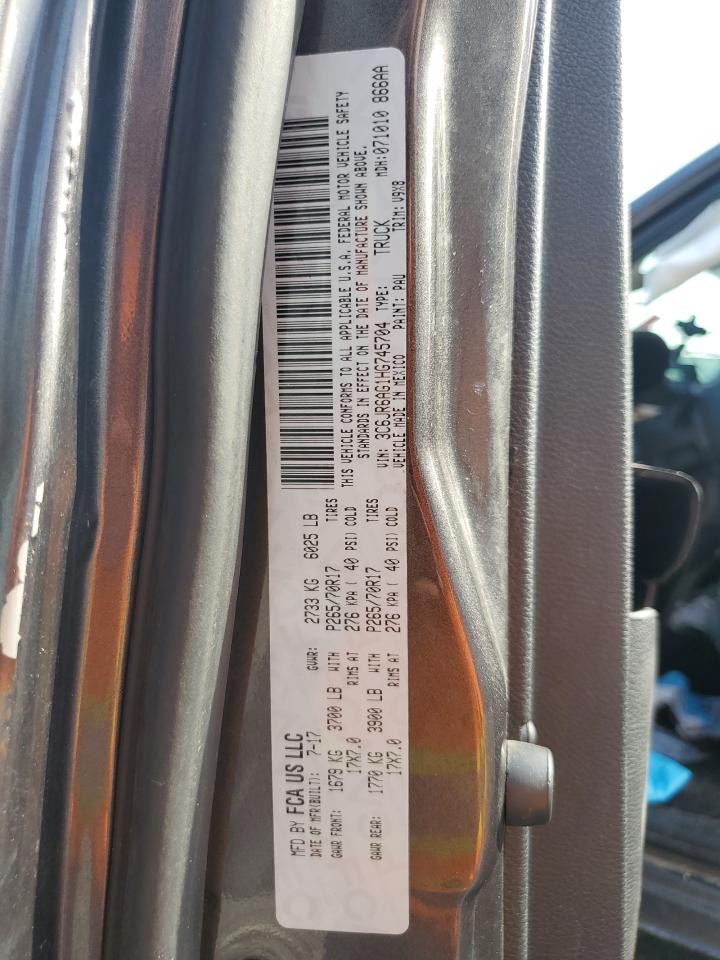 MFD BY FCA US LLC
DATE OF MFR(BUILT): 7-17 GVWR: 2733 KG 6025 LB
GAWR FRONT: 1679 KG 3700 LB WITH P265/70R17 TIRES
17X7.0 RIMS AT 276 KPA ( 40 PSI) COLD
GAWR REAR: 1770 KG 3900 LB WITH P265/70R17 TIRES
17X7.0 RIMS AT 276 KPA ( 40 PSI) COLD
THIS VEHICLE CONFORMS TO ALL APPLICABLE U.S.A. FEDERAL MOTOR VEHICLE SAFETY
STANDARDS IN EFFECT ON THE DATE OF MANUFACTURE SHOWN ABOVE.
VIN: 3C6JR6AG1HG745704 TYPE: TRUCK MDH:071010 866AA
VEHICLE MADE IN MEXICO PAINT: PAU TRIM: V9X8